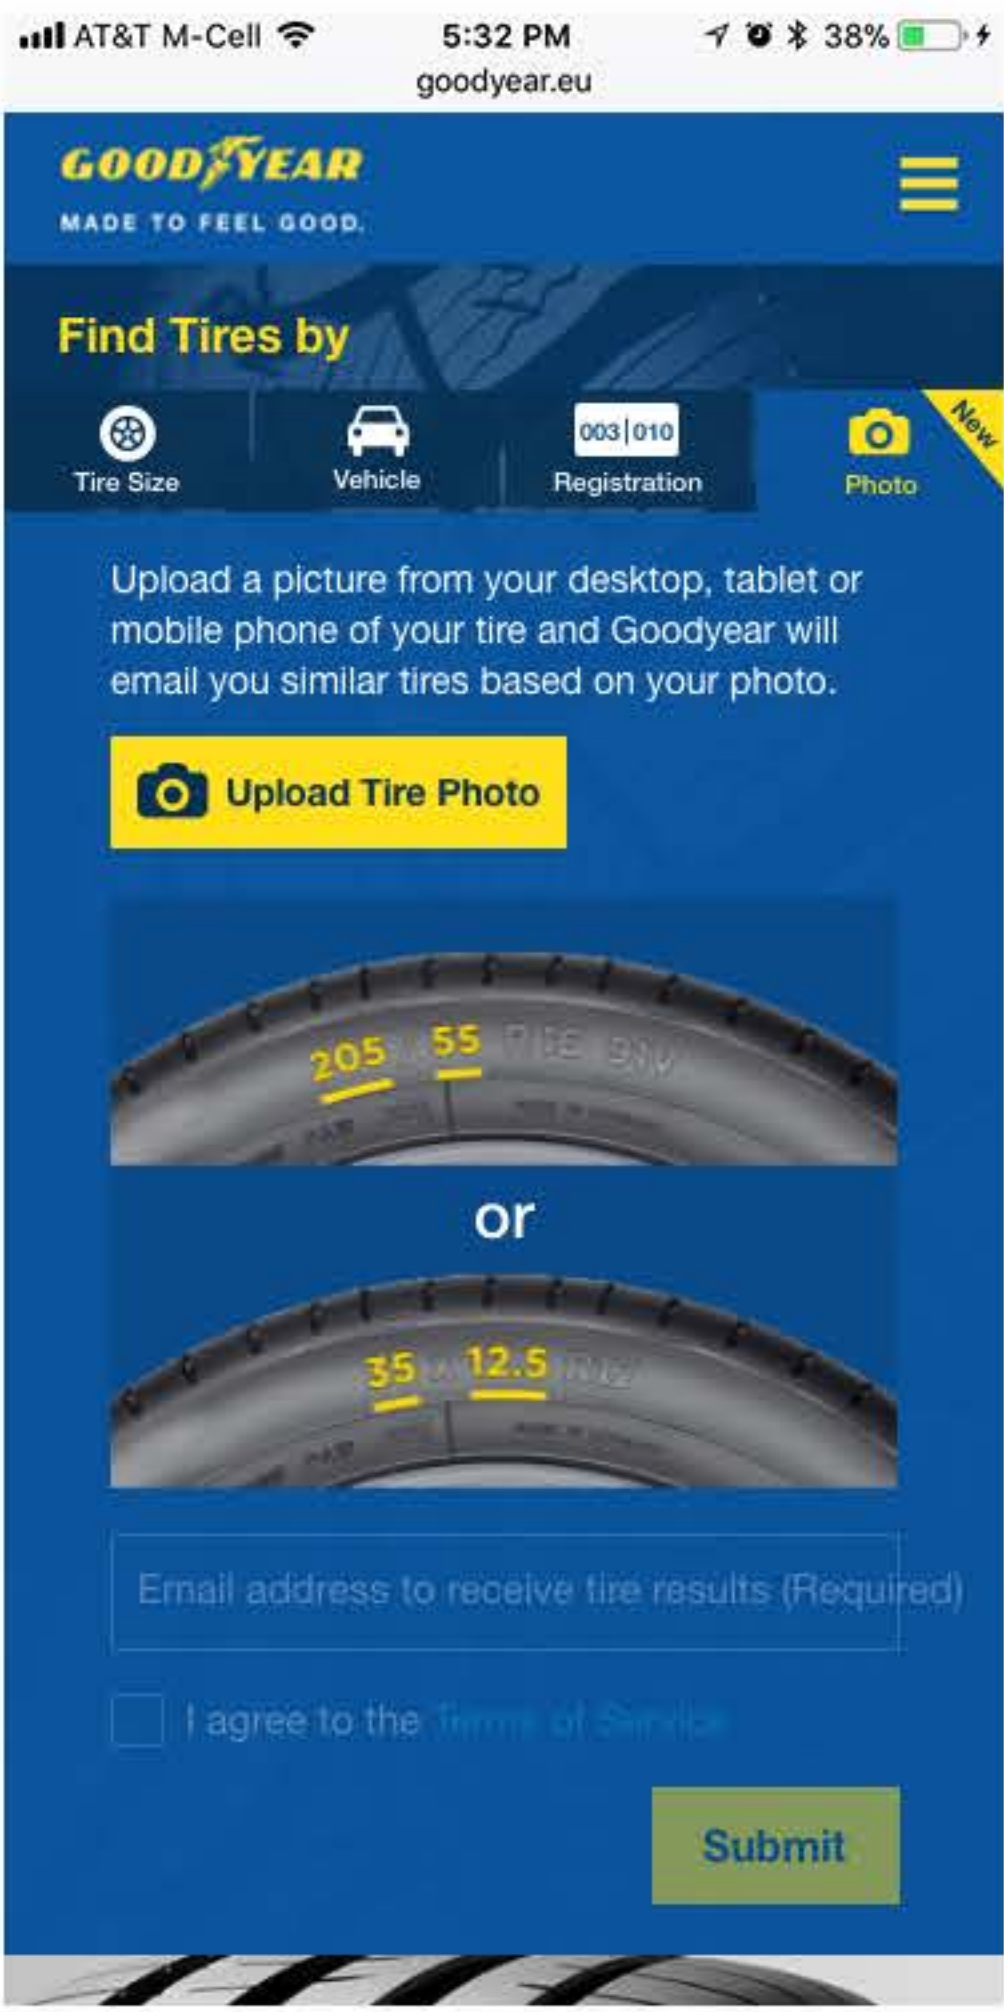 AT&T M-Cell 5:32 PM 38%
goodyear.eu
GOODYEAR
MADE TO FEEL GOOD.
Find Tires by
003|010
New
Tire Size Vehicle Registration Photo
Upload a picture from your desktop, tablet or
mobile phone of your tire and Goodyear will
email you similar tires based on your photo.
Upload Tire Photo
205 55
or
35 12.5
Email address to receive tire results (Required)
I agree to the Terms of Service
Submit